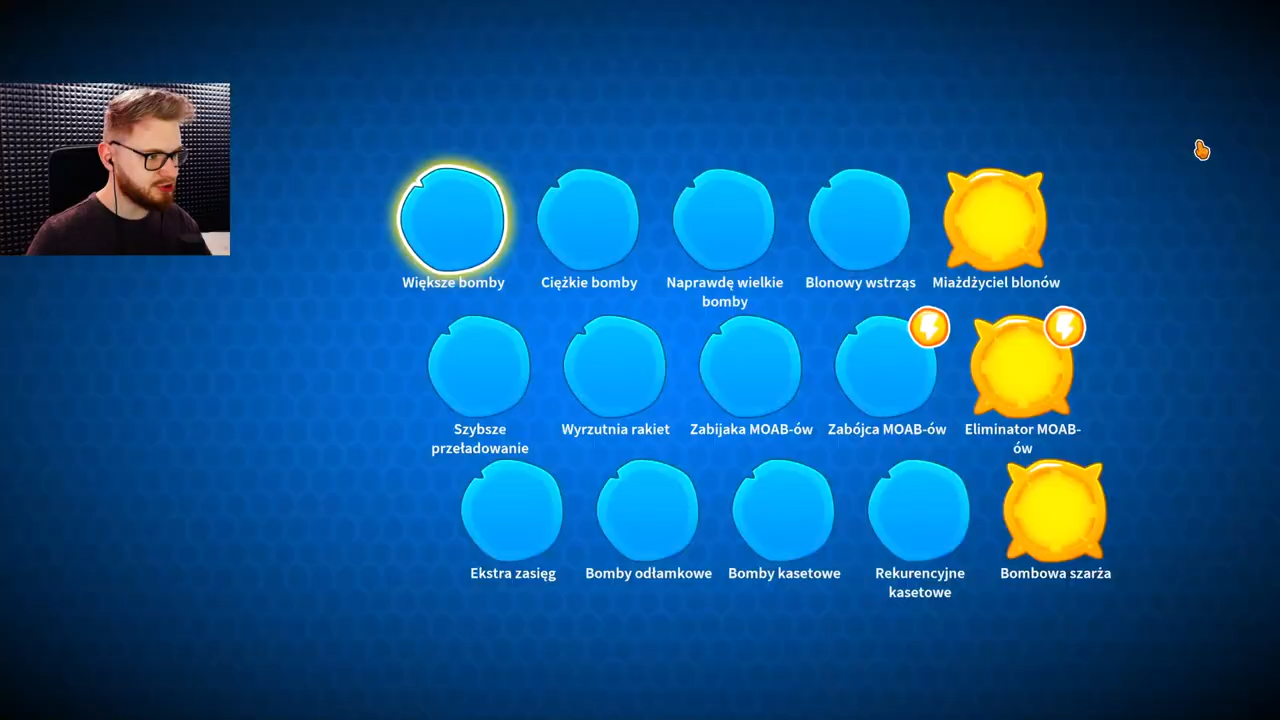 Większe bomby
Ciężkie bomby
Naprawdę wielkie
bomby
Blonowy wstrząs
Miażdżyciel blonów
Szybsze
przeładowanie
Wyrzutnia rakiet
Zabijaka MOAB-ów
Zabójca MOAB-ów
Eliminator MOAB-
ów
Ekstra zasięg
Bomby odłamkowe
Bomby kasetowe
Rekurencyjne
kasetowe
Bombowa szarża